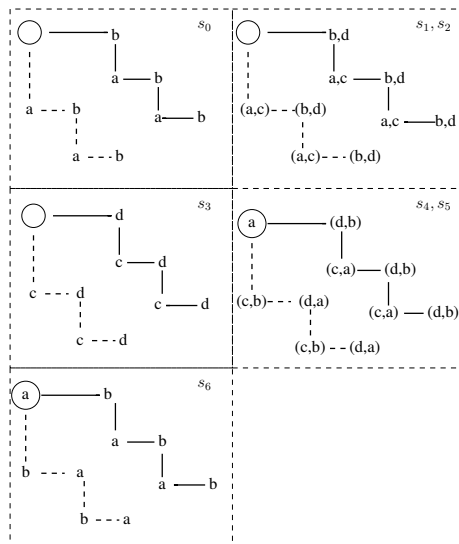 s₀
b
a b
a b
a b
a b
s₁, s₂
b,d
a,c b,d
(a,c) (b,d) a,c b,d
(a,c) (b,d)
s₃
d
c d
c d c d
c d
s₄, s₅
a (d,b)
(c,a) (d,b)
(c,b) (d,a) (c,a) (d,b)
(c,b) (d,a)
s₆
a b
a b
b a a b
b a